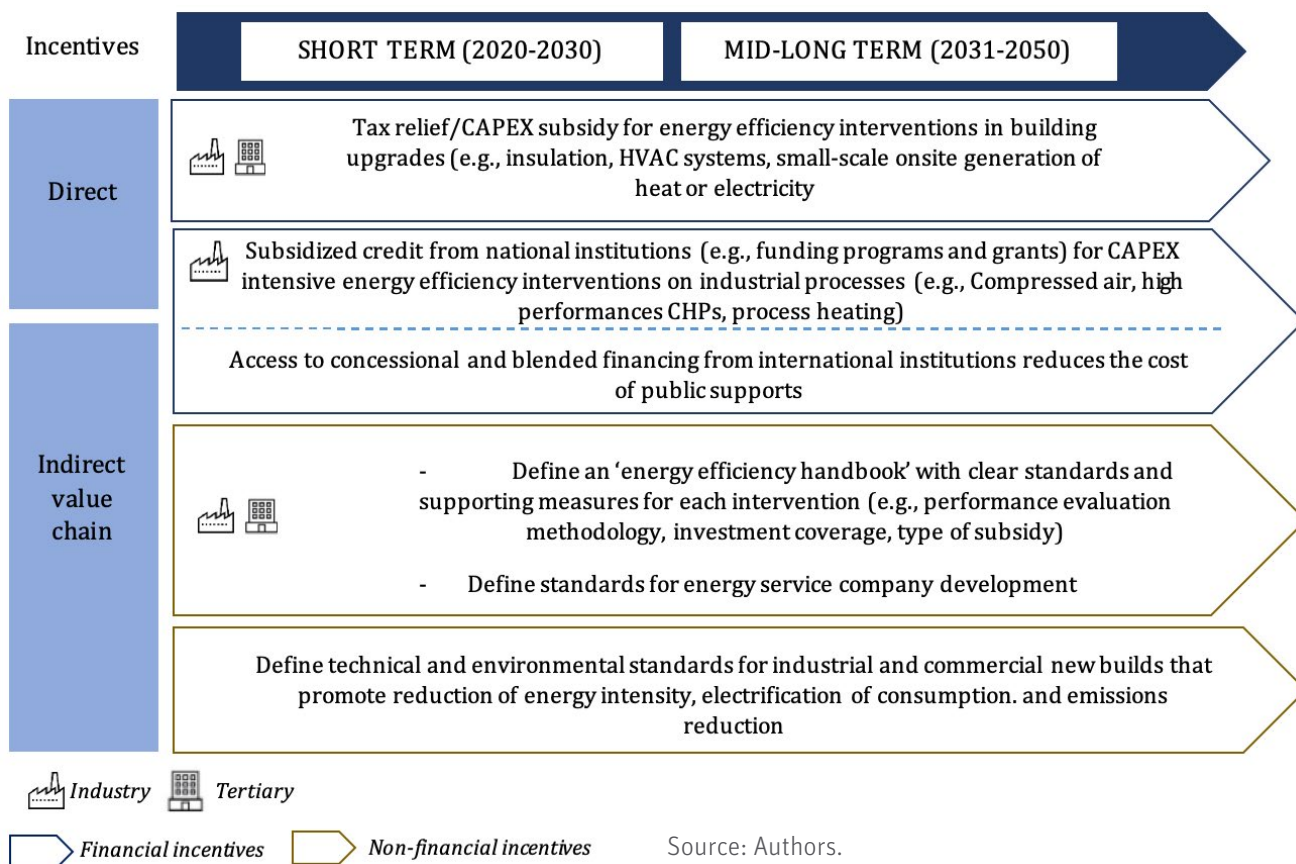 Incentives
SHORT TERM (2020-2030)
MID-LONG TERM (2031-2050)
Direct
Tax relief/CAPEX subsidy for energy efficiency interventions in building
upgrades (e.g., insulation, HVAC systems, small-scale onsite generation of
heat or electricity
Subsidized credit from national institutions (e.g., funding programs and grants) for CAPEX
intensive energy efficiency interventions on industrial processes (e.g., Compressed air, high
performances CHPs, process heating)
Access to concessional and blended financing from international institutions reduces the cost
of public supports
Indirect
value
chain
- Define an ‘energy efficiency handbook’ with clear standards and
supporting measures for each intervention (e.g., performance evaluation
methodology, investment coverage, type of subsidy)
- Define standards for energy service company development
Define technical and environmental standards for industrial and commercial new builds that
promote reduction of energy intensity, electrification of consumption. and emissions
reduction
Industry
Tertiary
Financial incentives
Non-financial incentives
Source: Authors.